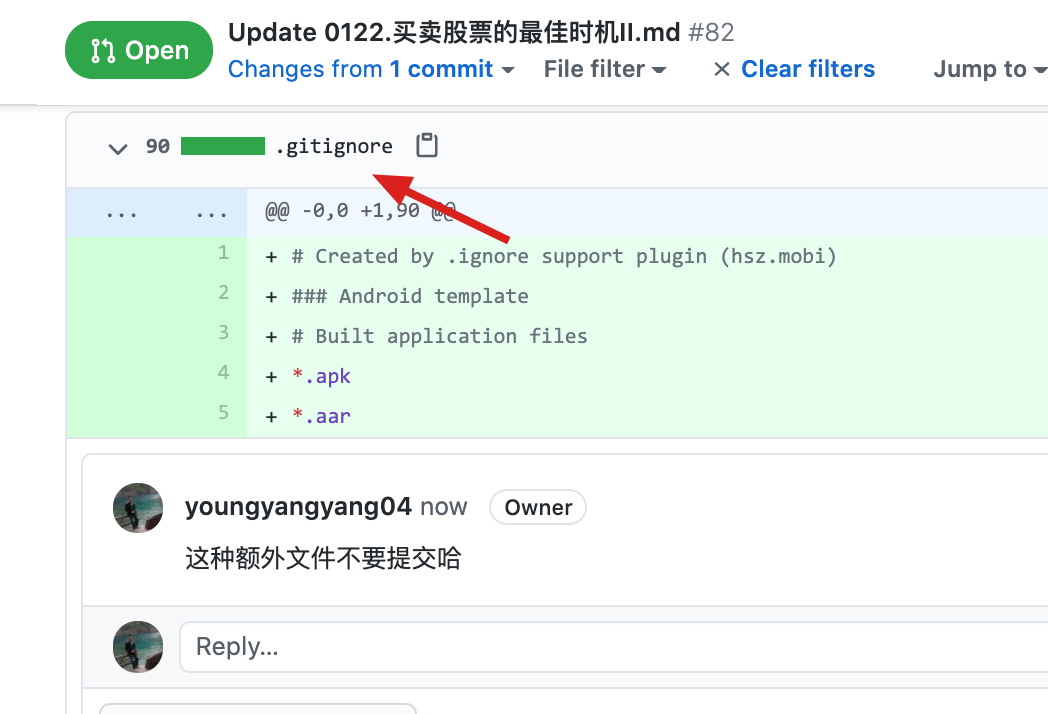 Open
Update 0122.买卖股票的最佳时机II.md #82
Changes from 1 commit File filter × Clear filters Jump to
90 .gitignore
... ... @@ -0,0 +1,90 @@
1 + # Created by .ignore support plugin (hsz.mobi)
2 + ### Android template
3 + # Built application files
4 + *.apk
5 + *.aar
youngyangyang04 now Owner
这种额外文件不要提交哈
Reply...